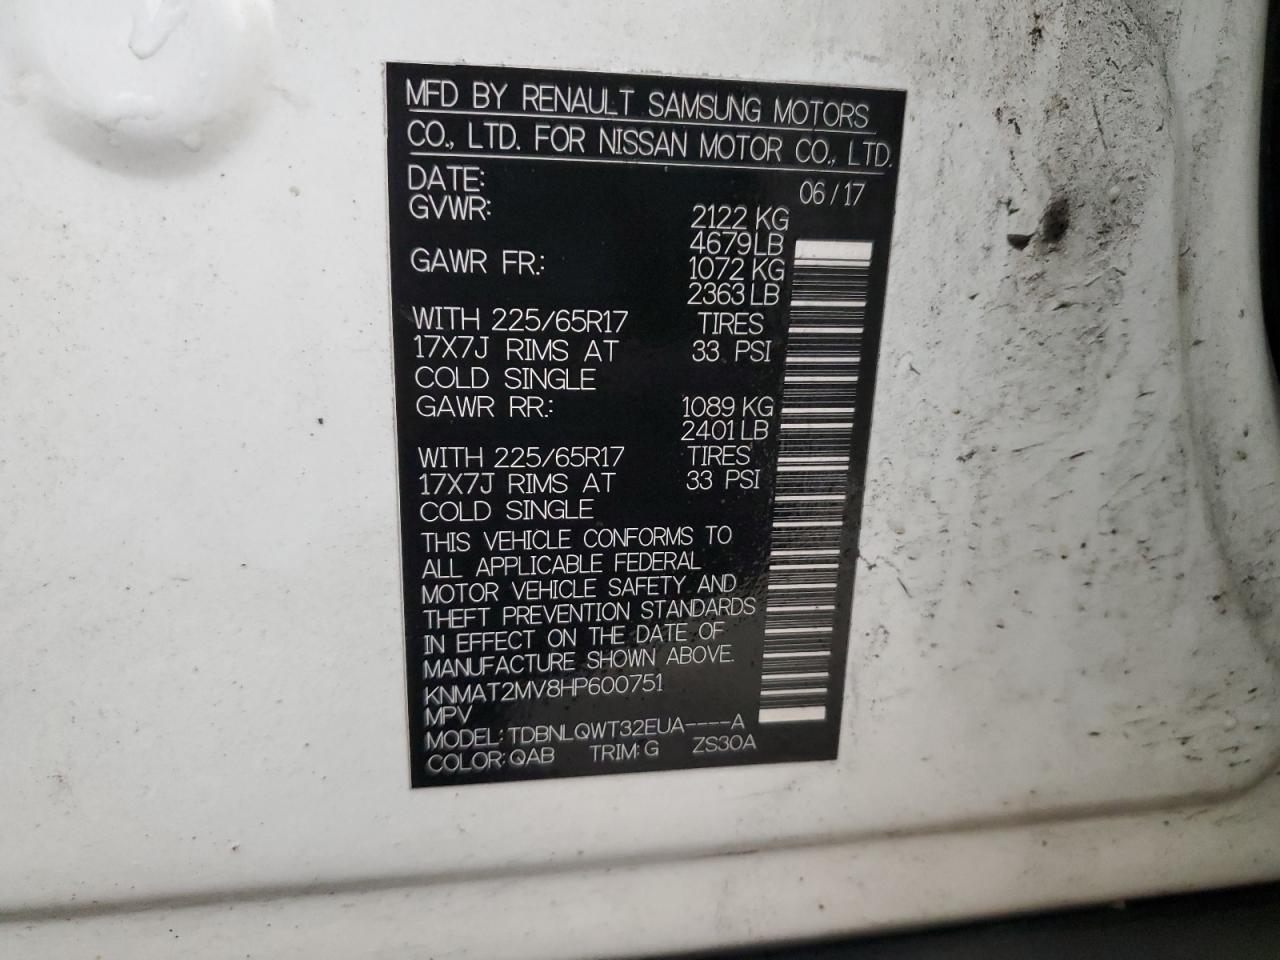 MFD BY RENAULT SAMSUNG MOTORS
CO., LTD. FOR NISSAN MOTOR CO., LTD.
DATE: 06/17
GVWR: 2122 KG
4679 LB
GAWR FR.: 1072 KG
2363 LB
WITH 225/65R17 TIRES
17X7J RIMS AT 33 PSI
COLD SINGLE
GAWR RR.: 1089 KG
2401 LB
WITH 225/65R17 TIRES
17X7J RIMS AT 33 PSI
COLD SINGLE
THIS VEHICLE CONFORMS TO
ALL APPLICABLE FEDERAL
MOTOR VEHICLE SAFETY AND
THEFT PREVENTION STANDARDS
IN EFFECT ON THE DATE OF
MANUFACTURE SHOWN ABOVE.
KNMAT2MV8HP600751
MPV
MODEL: TDBNLQWT32EUA----A
COLOR: QAB TRIM: G ZS30A